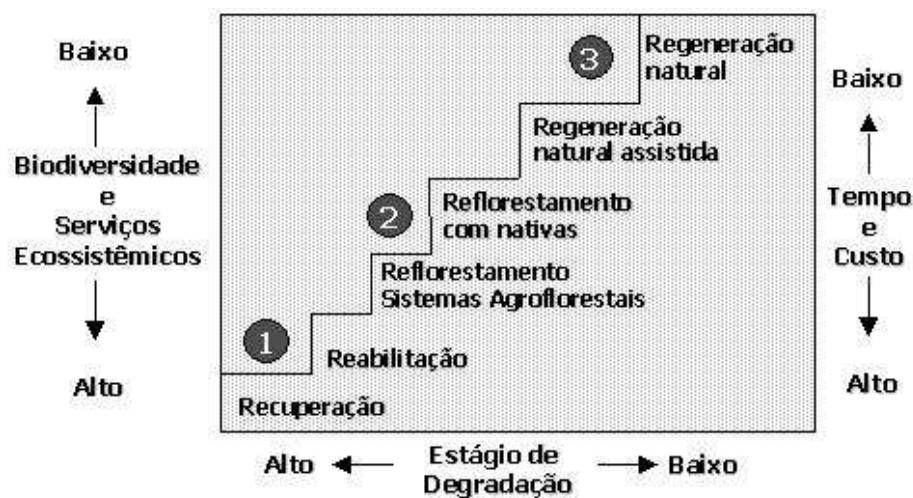 Baixo
Biodiversidade
e
Serviços
Ecossistêmicos
Alto
3
Regeneração
natural
Regeneração
natural assistida
2
Reflorestamento
com nativas
Reflorestamento
Sistemas Agroflorestais
1
Reabilitação
Recuperação
Baixo
Tempo
e
Custo
Alto
Alto
Estágio de
Degradação
Baixo